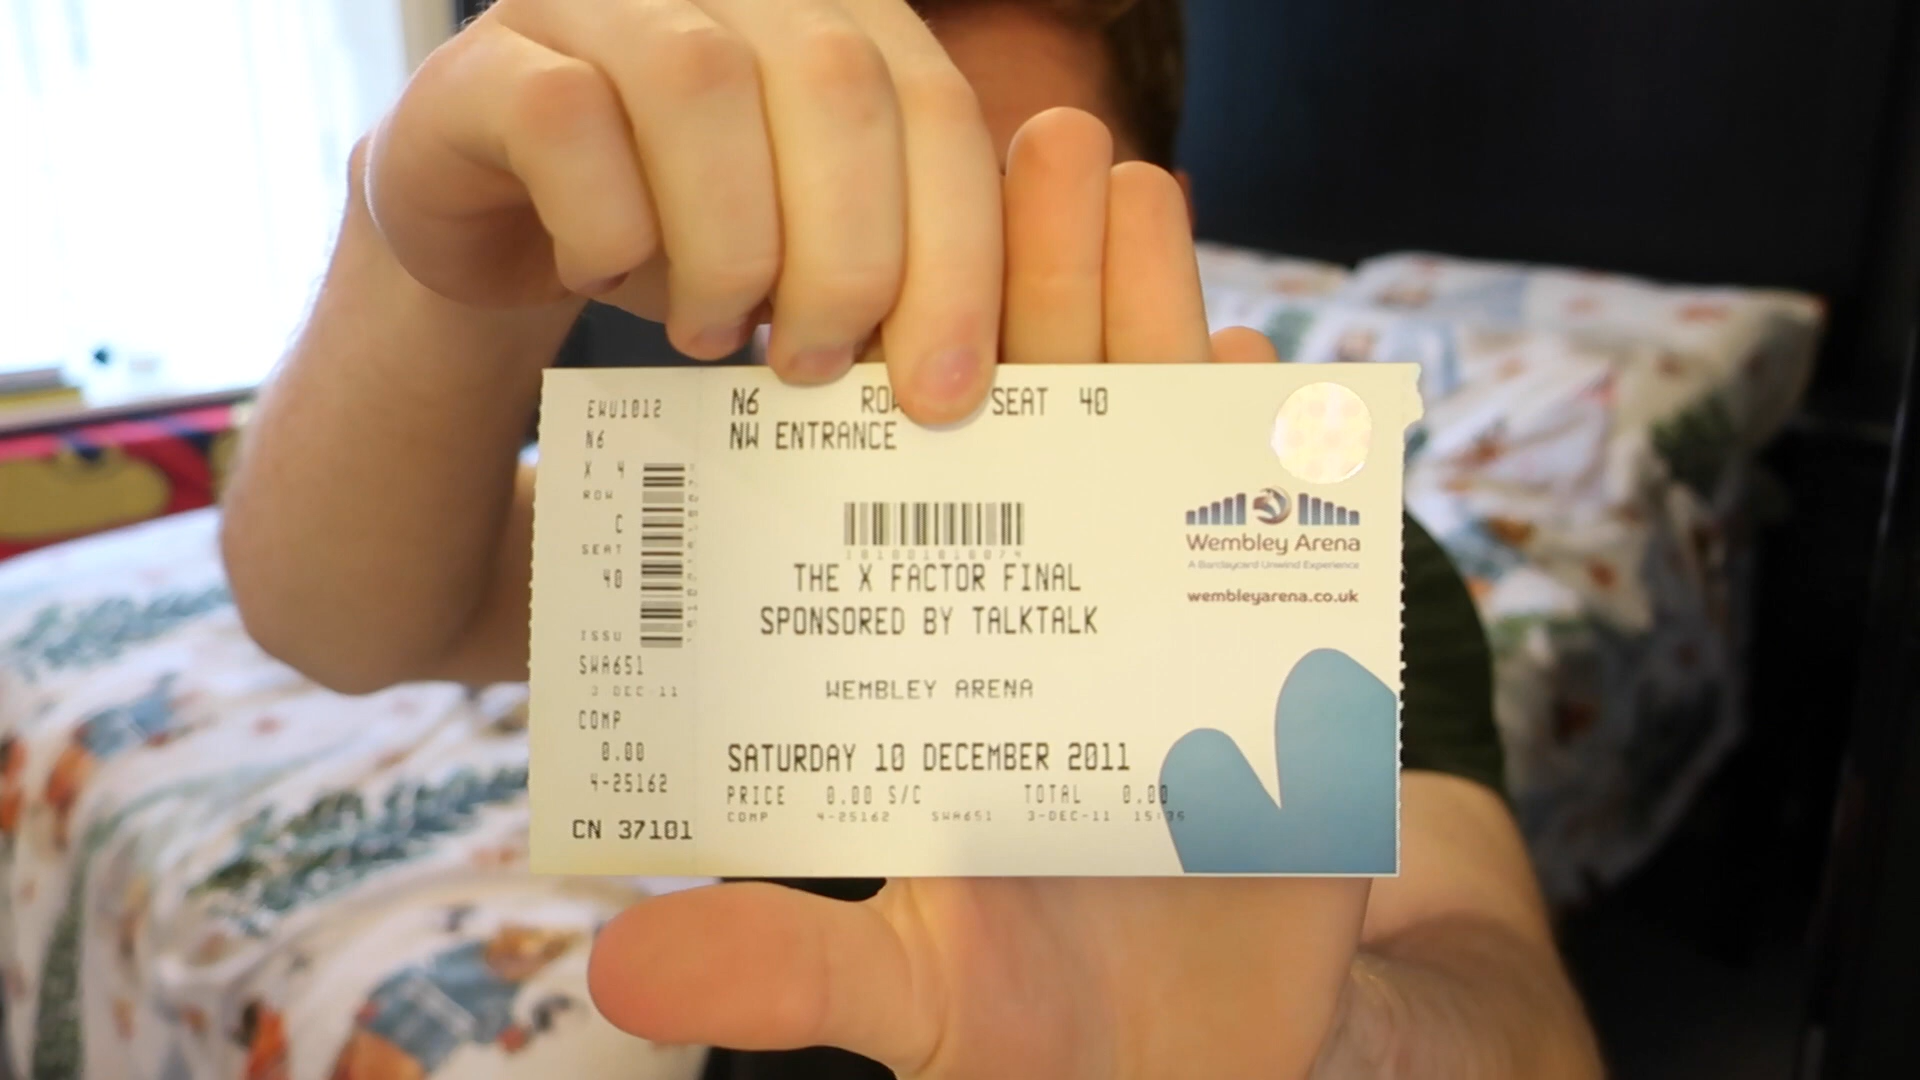 EWU1012
N6
X 4
ROW
C
SEAT
40
ISSU
SWA651
3 DEC-11
COMP
0.00
4-25162
CN 37101
N6 SEAT 40
NW ENTRANCE
THE X FACTOR FINAL
SPONSORED BY TALKTALK
WEMBLEY ARENA
SATURDAY 10 DECEMBER 2011
PRICE 0.00 S/C TOTAL 0.00
COMP 4-25162 SWA651 3-DEC-11
Wembley Arena
A Barclaycard Unwind Experience
wembleyarena.co.uk